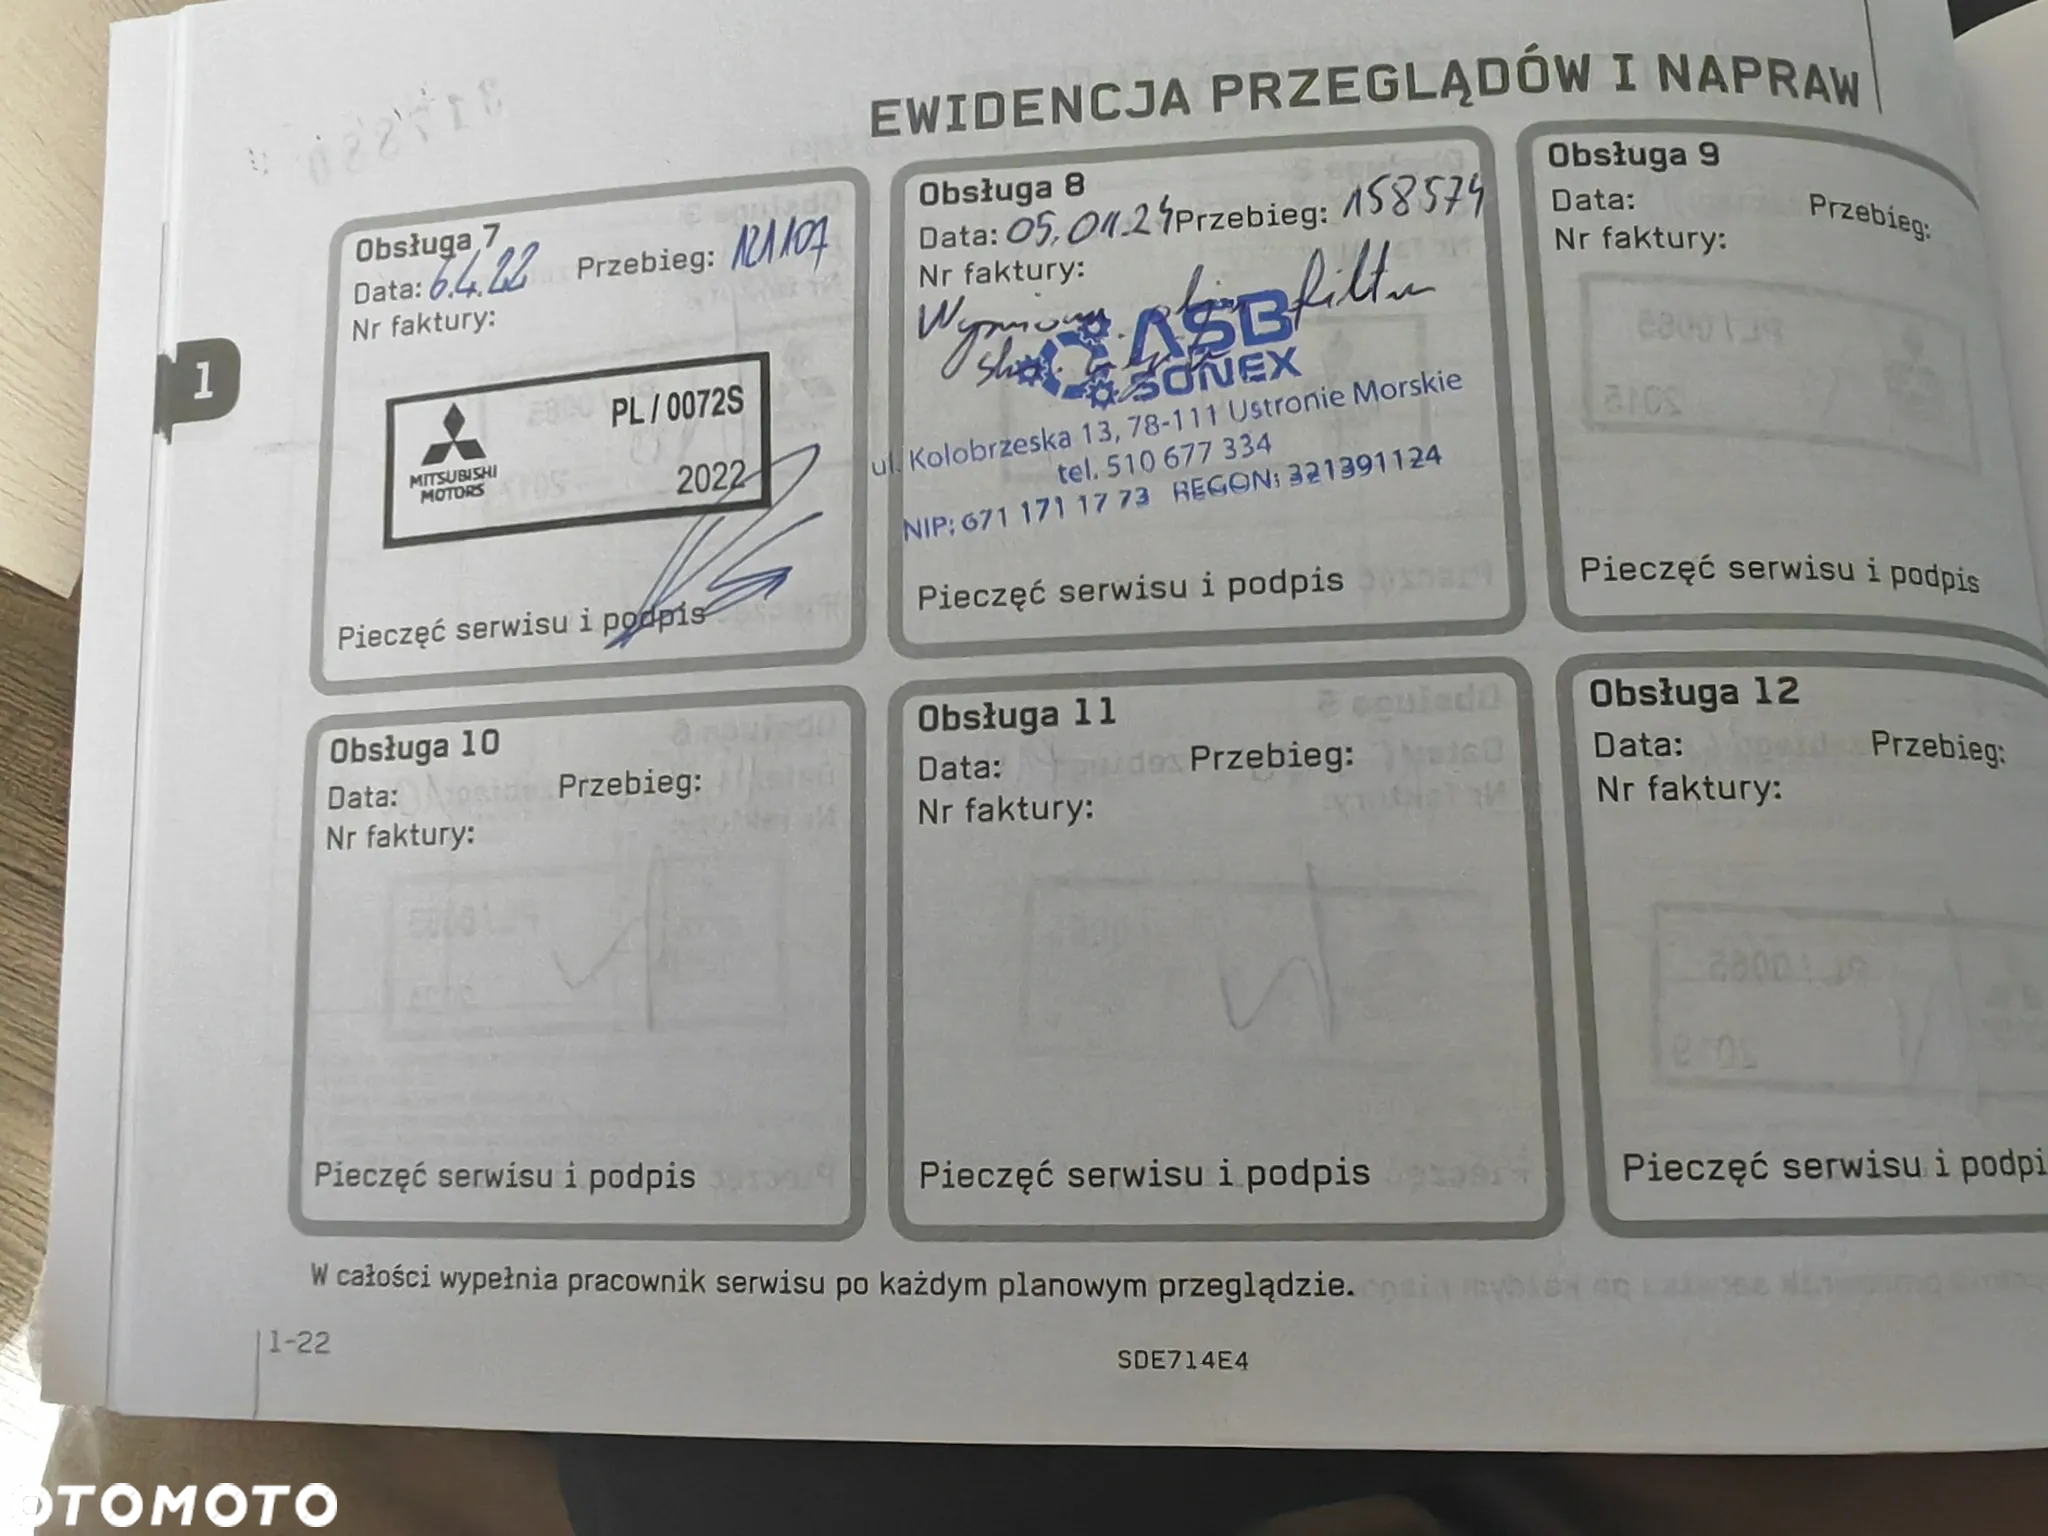 EWIDENCJA PRZEGLĄDÓW I NAPRAW
1
Obsługa 7
Data: 6.4.22 Przebieg: 121107
Nr faktury:
MITSUBISHI
MOTORS
PL/0072S
2022
Pieczęć serwisu i podpis
Obsługa 8
Data: 05.01.24 Przebieg: 158574
Nr faktury:
ASB
SONEX
ul. Kolobrzeska 13, 78-111 Ustronie Morskie
tel. 510 677 334
NIP: 671 171 17 73 REGON: 321391124
Pieczęć serwisu i podpis
Obsługa 9
Data: Przebieg:
Nr faktury:
Pieczęć serwisu i podpis
Obsługa 10
Data: Przebieg:
Nr faktury:
Pieczęć serwisu i podpis
Obsługa 11
Data: Przebieg:
Nr faktury:
Pieczęć serwisu i podpis
Obsługa 12
Data: Przebieg:
Nr faktury:
Pieczęć serwisu i podpi
W całości wypełnia pracownik serwisu po każdym planowym przeglądzie.
1-22
SDE714E4
OTOMOTO